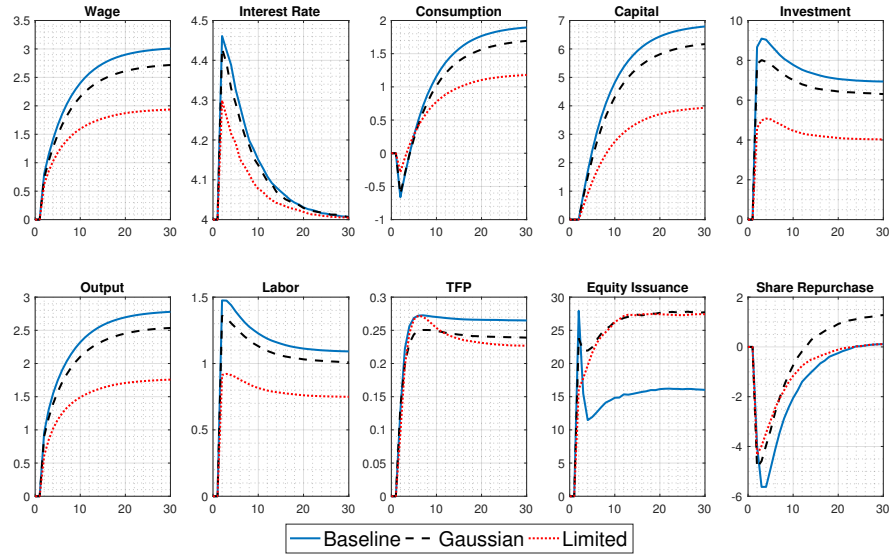 Wage Interest Rate Consumption Capital Investment
3.5 4.5 2 7 10
3 6
2.5 4.4 1.5 5 8
2 4.3 1 4 6
1.5 0.5 3
1 4.2 0 2 4
0.5 4.1 -0.5 1 2
0 4 -1 0 0
0 10 20 30 0 10 20 30 0 10 20 30 0 10 20 30 0 10 20 30
Output Labor TFP Equity Issuance Share Repurchase
3 1.5 0.3 35 2
2.5 0.25 30
2 1 0.2 25 0
1.5 0.15 20 -2
1 0.5 0.1 15
0.5 0.05 10 -4
5
0 0 0 0 -6
0 10 20 30 0 10 20 30 0 10 20 30 0 10 20 30 0 10 20 30
Baseline Gaussian Limited